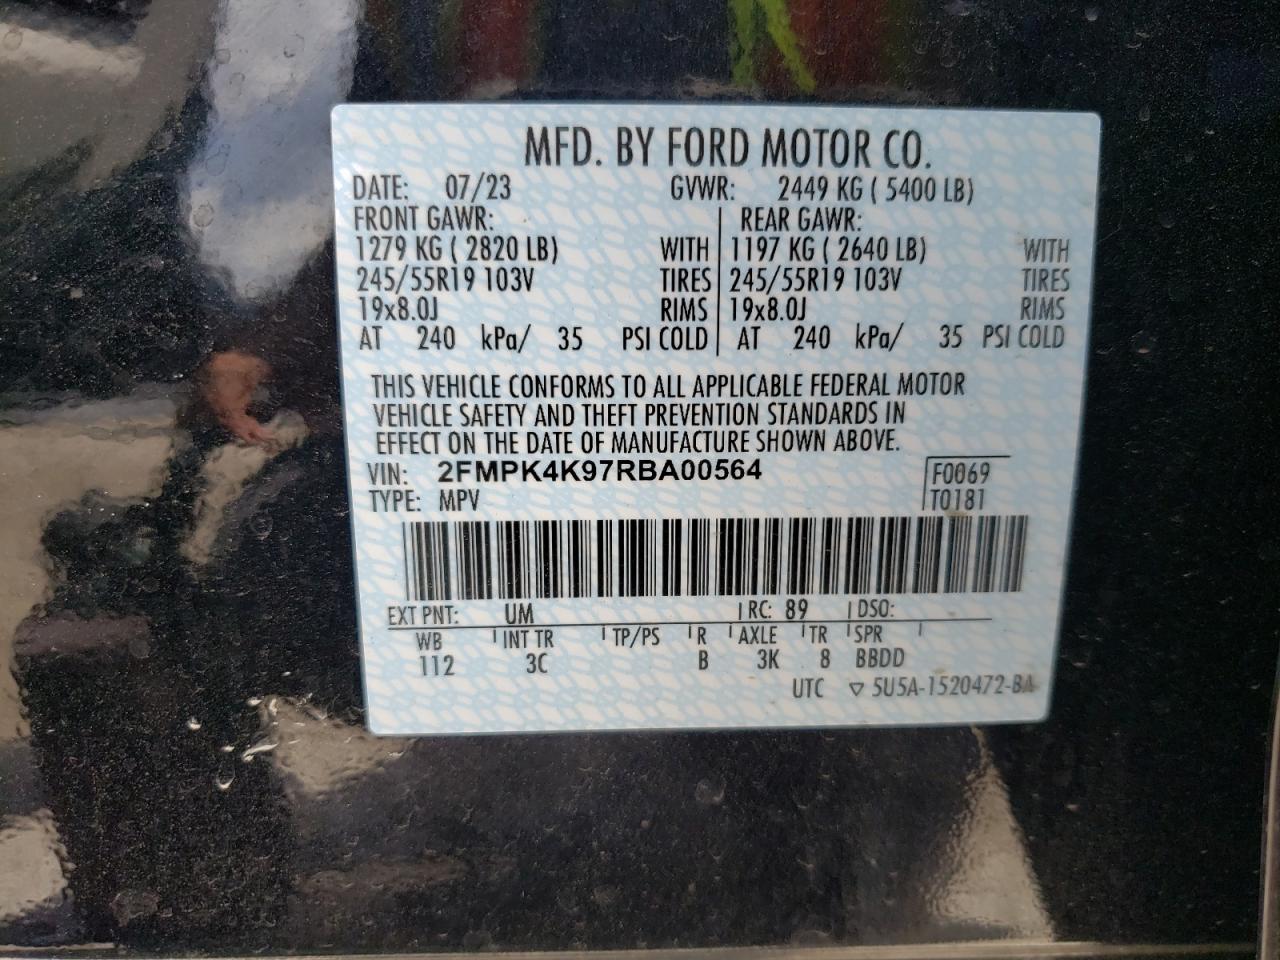 MFD. BY FORD MOTOR CO.
DATE: 07/23 GVWR: 2449 KG ( 5400 LB)
FRONT GAWR: REAR GAWR:
1279 KG ( 2820 LB) WITH 1197 KG ( 2640 LB) WITH
245/55R19 103V TIRES 245/55R19 103V TIRES
19x8.0J RIMS 19x8.0J RIMS
AT 240 kPa/ 35 PSI COLD AT 240 kPa/ 35 PSI COLD
THIS VEHICLE CONFORMS TO ALL APPLICABLE FEDERAL MOTOR
VEHICLE SAFETY AND THEFT PREVENTION STANDARDS IN
EFFECT ON THE DATE OF MANUFACTURE SHOWN ABOVE.
VIN: 2FMPK4K97RBA00564 F0069
TYPE: MPV T0181
EXT PNT: UM RC: 89 DSO:
WB INT TR TP/PS R AXLE TR SPR
112 3C B 3K 8 BBDD
UTC ▽ 5U5A-1520472-BA